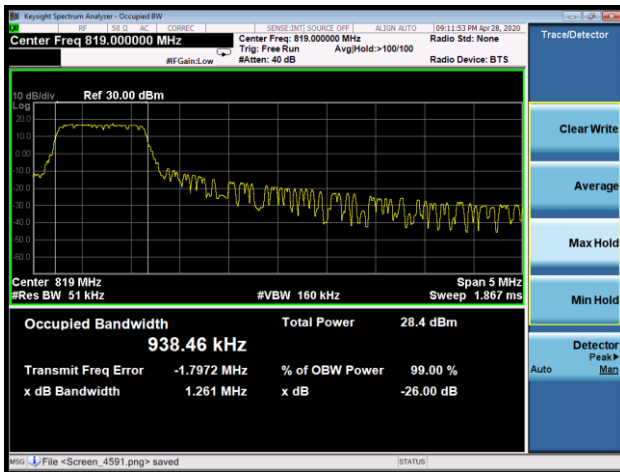 Keysight Spectrum Analyzer - Occupied BW
RF 50 Ω AC CORREC SENSE:INT SOURCE OFF ALIGN AUTO 09:11:53 PM Apr 28, 2020
Center Freq 819.000000 MHz
Center Freq: 819.000000 MHz Radio Std: None
Trig: Free Run Avg|Hold:>100/100
#IFGain:Low #Atten: 40 dB Radio Device: BTS
Trace/Detector
10 dB/div Ref 30.00 dBm
Log
20.0
10.0
0.00
-10.0
-20.0
-30.0
-40.0
-50.0
-60.0
Center 819 MHz Span 5 MHz
#Res BW 51 kHz #VBW 160 kHz Sweep 1.867 ms
Occupied Bandwidth Total Power 28.4 dBm
938.46 kHz
Transmit Freq Error -1.7972 MHz % of OBW Power 99.00 %
x dB Bandwidth 1.261 MHz x dB -26.00 dB
Clear Write
Average
Max Hold
Min Hold
Detector
Peak▶
Auto Man
MSG File <Screen_4591.png> saved STATUS